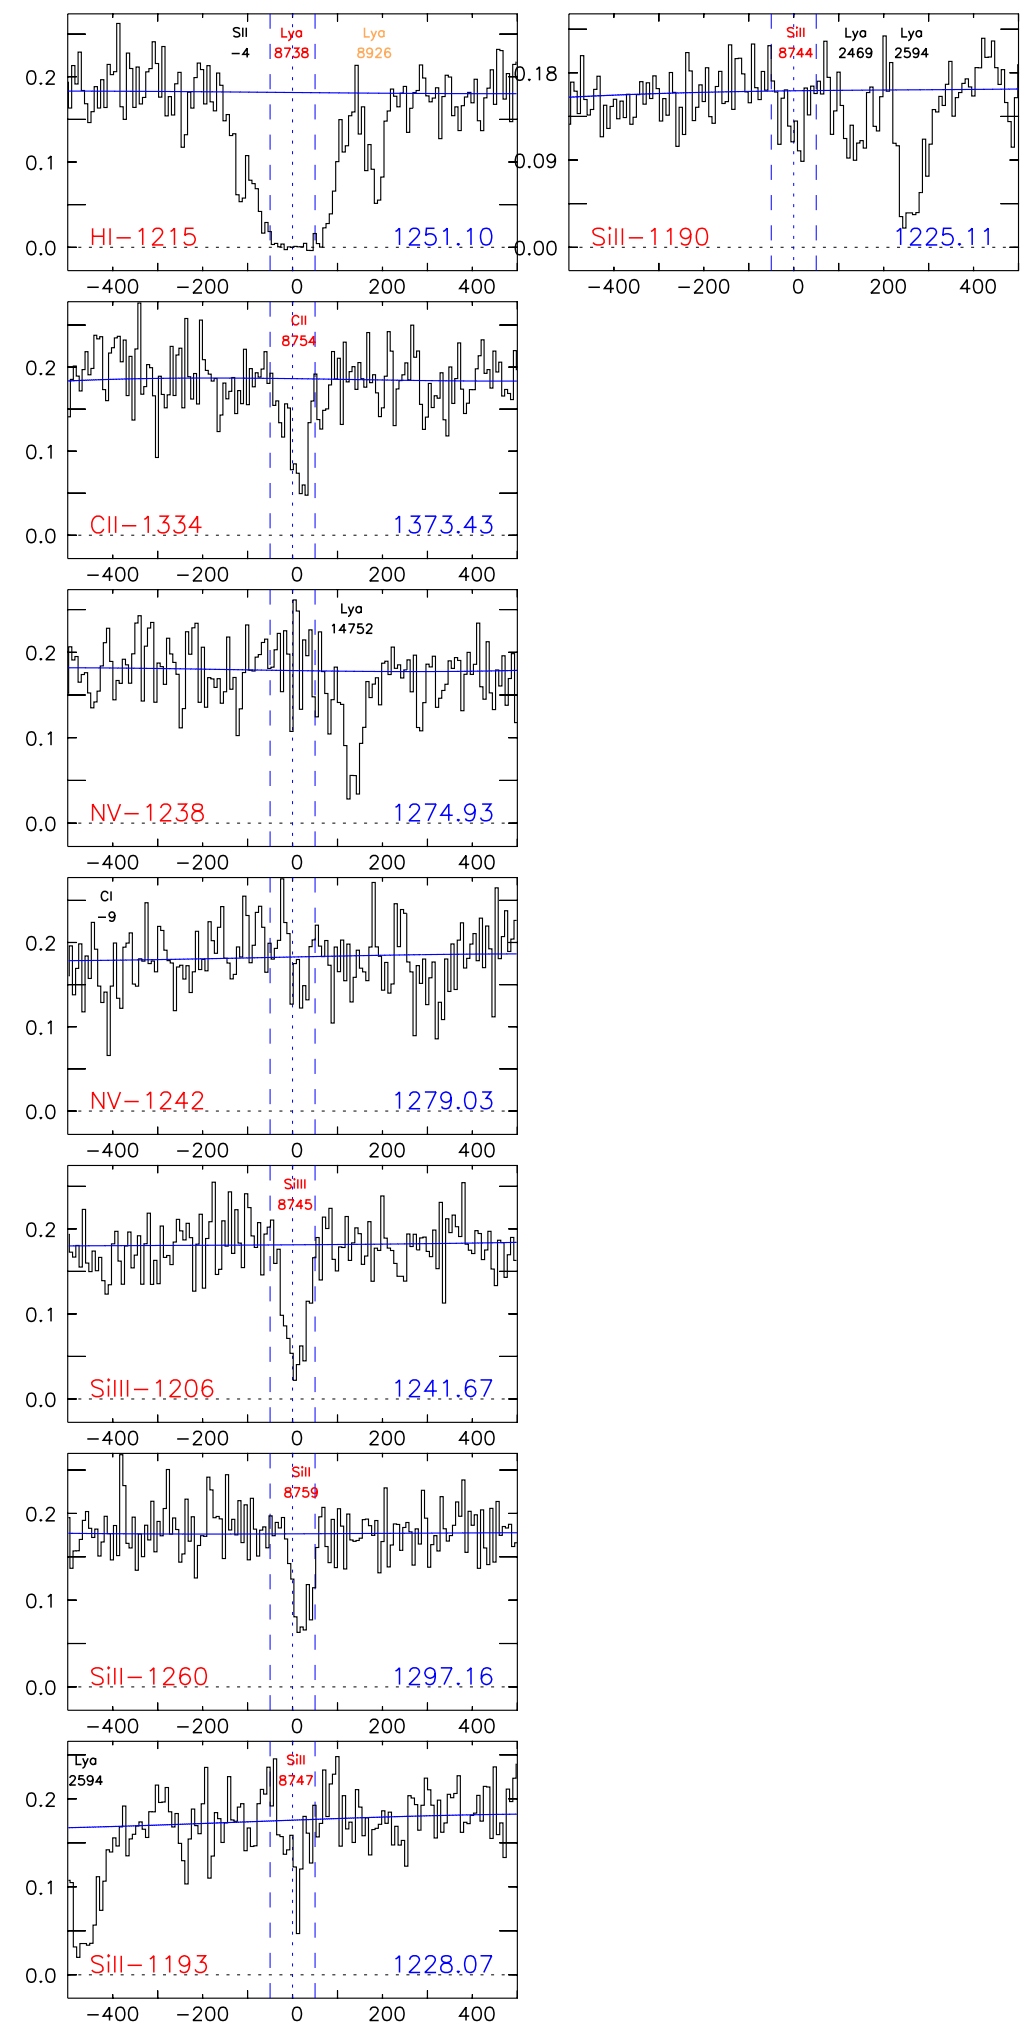 SII Lya Lya
-4 8738 8926
0.2
0.1
0.0
HI-1215 1251.10
-400 -200 0 200 400
SiII Lya Lya
8744 2469 2594
0.18
0.09
0.00
SiII-1190 1225.11
-400 -200 0 200 400
CII
8754
0.2
0.1
0.0
CII-1334 1373.43
-400 -200 0 200 400
Lya
14752
0.2
0.1
0.0
NV-1238 1274.93
-400 -200 0 200 400
CI
-9
0.2
0.1
0.0
NV-1242 1279.03
-400 -200 0 200 400
SiIII
8745
0.2
0.1
0.0
SiIII-1206 1241.67
-400 -200 0 200 400
SiII
8759
0.2
0.1
0.0
SiII-1260 1297.16
-400 -200 0 200 400
Lya SiII
2594 8747
0.2
0.1
0.0
SiII-1193 1228.07
-400 -200 0 200 400